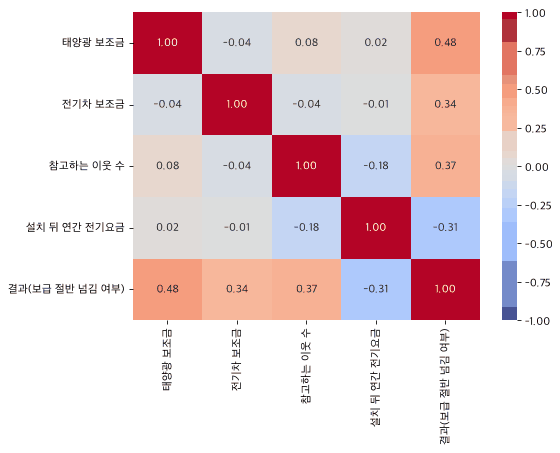 태양광 보조금 1.00 -0.04 0.08 0.02 0.48
전기차 보조금 -0.04 1.00 -0.04 -0.01 0.34
참고하는 이웃 수 0.08 -0.04 1.00 -0.18 0.37
설치 뒤 연간 전기요금 0.02 -0.01 -0.18 1.00 -0.31
결과(보급 절반 넘김 여부) 0.48 0.34 0.37 -0.31 1.00
태양광 보조금
전기차 보조금
참고하는 이웃 수
설치 뒤 연간 전기요금
결과(보급 절반 넘김 여부)
1.00
0.75
0.50
0.25
0.00
-0.25
-0.50
-0.75
-1.00